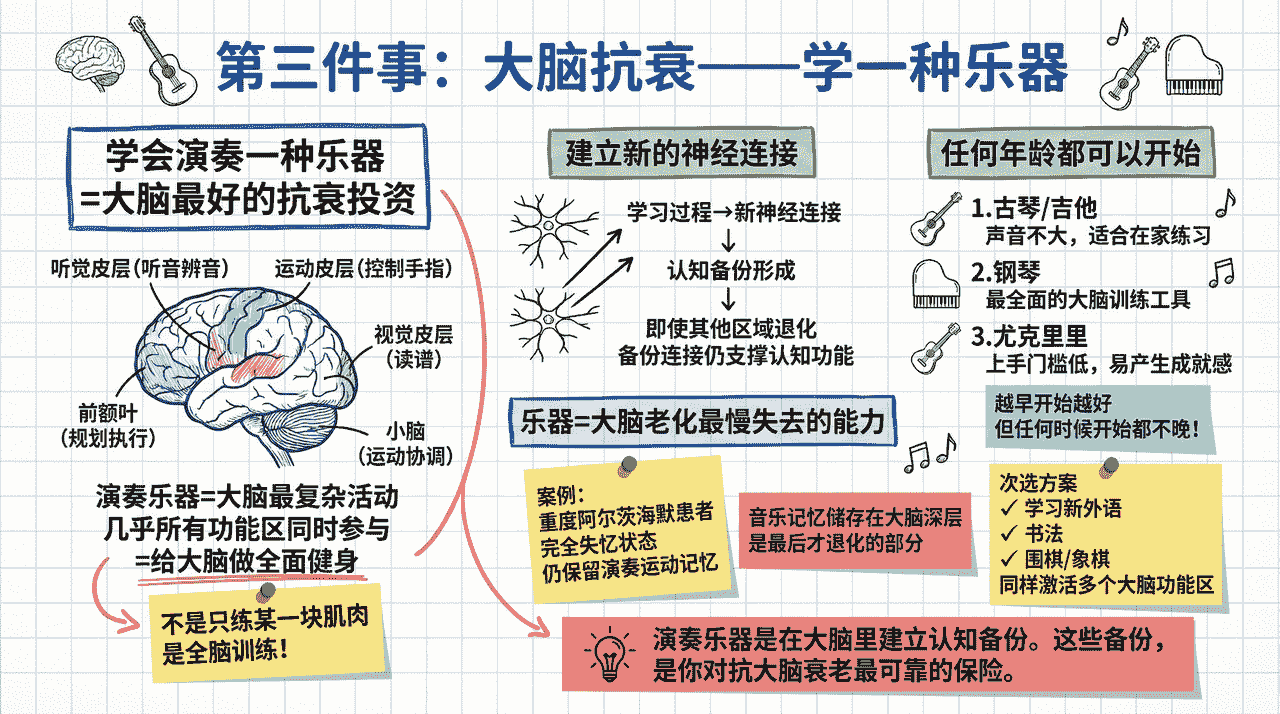 第三件事：大脑抗衰——学一种乐器
学会演奏一种乐器
=大脑最好的抗衰投资
听觉皮层(听音辨音)
运动皮层(控制手指)
视觉皮层
(读谱)
前额叶
(规划执行)
小脑
(运动协调)
演奏乐器=大脑最复杂活动
几乎所有功能区同时参与
=给大脑做全面健身
不是只练某一块肌肉
是全脑训练！
建立新的神经连接
学习过程→新神经连接
↓
认知备份形成
↓
即使其他区域退化
备份连接仍支撑认知功能
乐器=大脑老化最慢失去的能力
案例：
重度阿尔茨海默患者
完全失忆状态
仍保留演奏运动记忆
音乐记忆储存在大脑深层
是最后才退化的部分
任何年龄都可以开始
1.古琴/吉他
声音不大，适合在家练习
2.钢琴
最全面的大脑训练工具
3.尤克里里
上手门槛低，易产生成就感
越早开始越好
但任何时候开始都不晚！
次选方案
✓ 学习新外语
✓ 书法
✓ 围棋/象棋
同样激活多个大脑功能区
演奏乐器是在大脑里建立认知备份。这些备份，
是你对抗大脑衰老最可靠的保险。